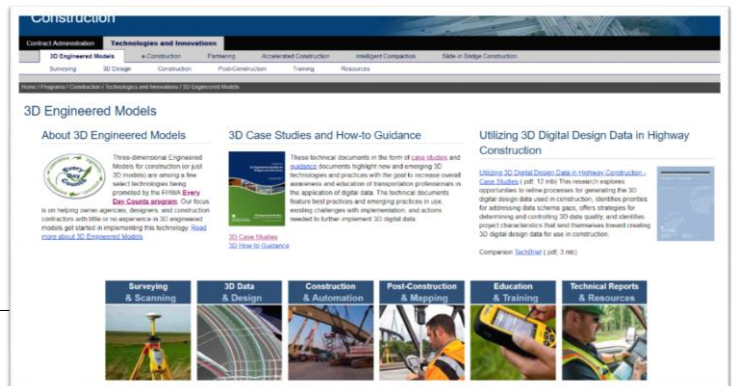 Construction
Contract Administration Technologies and Innovations
3D Engineered Models e-Construction Partnering Accelerated Construction Intelligent Compaction Slide-in Bridge Construction
Surveying 3D Design Construction Post-Construction Training Resources
Home / Programs / Construction / Technologies and Innovations / 3D Engineered Models
3D Engineered Models
About 3D Engineered Models
Every Day Counts
Three-dimensional Engineered
Models for construction (or just
3D models) are among a few
select technologies being
promoted by the FHWA Every
Day Counts program. Our focus
is on helping owner-agencies, designers, and construction
contractors with little or no experience in 3D engineered
models get started in implementing this technology. Read
more about 3D Engineered Models.
3D Case Studies and How-to Guidance
These technical documents in the form of case studies and
guidance documents highlight new and emerging 3D
technologies and practices with the goal to increase overall
awareness and education of transportation professionals in
the application of digital data. The technical documents
feature best practices and emerging practices in use,
existing challenges with implementation, and actions
needed to further implement 3D digital data.
3D Case Studies
3D How-to Guidance
Utilizing 3D Digital Design Data in Highway
Construction
Utilizing 3D Digital Design Data in Highway Construction -
Case Studies (.pdf, 12 mb) This research explores
opportunities to refine processes for generating the 3D
digital design data used in construction, identifies priorities
for addressing data schema gaps, offers strategies for
determining and controlling 3D data quality, and identifies
project characteristics that lend themselves toward creating
3D digital design data for use in construction.
Companion TechBrief (.pdf, 3 mb)
Surveying
& Scanning
3D Data
& Design
Construction
& Automation
Post-Construction
& Mapping
Education
& Training
Technical Reports
& Resources